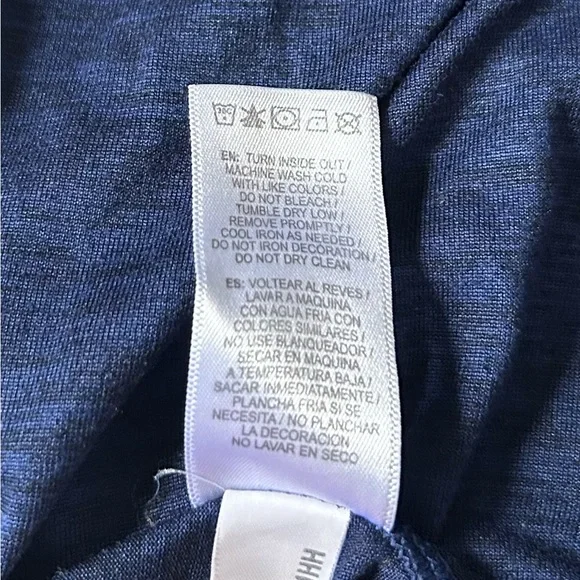 EN: TURN INSIDE OUT /
MACHINE WASH COLD
WITH LIKE COLORS /
DO NOT BLEACH /
TUMBLE DRY LOW /
REMOVE PROMPTLY /
COOL IRON AS NEEDED /
DO NOT IRON DECORATION /
DO NOT DRY CLEAN
ES: VOLTEAR AL REVES /
LAVAR A MAQUINA
CON AGUA FRIA CON
COLORES SIMILARES /
NO USE BLANQUEADOR /
SECAR EN MAQUINA
A TEMPERATURA BAJA /
SACAR INMEDIATAMENTE /
PLANCHA FRIA SI SE
NECESITA / NO PLANCHAR
LA DECORACION
NO LAVAR EN SECO